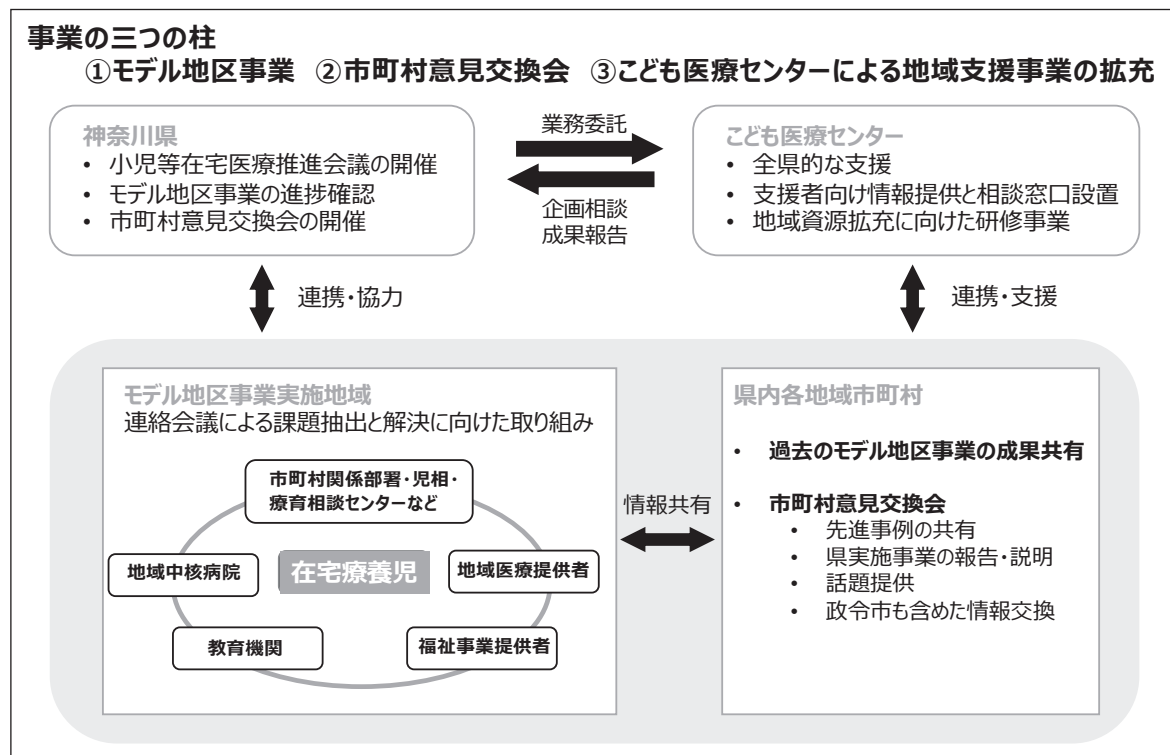 事業の三つの柱
①モデル地区事業 ②市町村意見交換会 ③こども医療センターによる地域支援事業の拡充
神奈川県
• 小児等在宅医療推進会議の開催
• モデル地区事業の進捗確認
• 市町村意見交換会の開催
業務委託
企画相談
成果報告
こども医療センター
• 全県的な支援
• 支援者向け情報提供と相談窓口設置
• 地域資源拡充に向けた研修事業
連携・協力
連携・支援
モデル地区事業実施地域
連絡会議による課題抽出と解決に向けた取り組み
市町村関係部署・児相・
療育相談センターなど
地域中核病院
在宅療養児
地域医療提供者
教育機関
福祉事業提供者
情報共有
県内各地域市町村
• 過去のモデル地区事業の成果共有
• 市町村意見交換会
• 先進事例の共有
• 県実施事業の報告・説明
• 話題提供
• 政令市も含めた情報交換